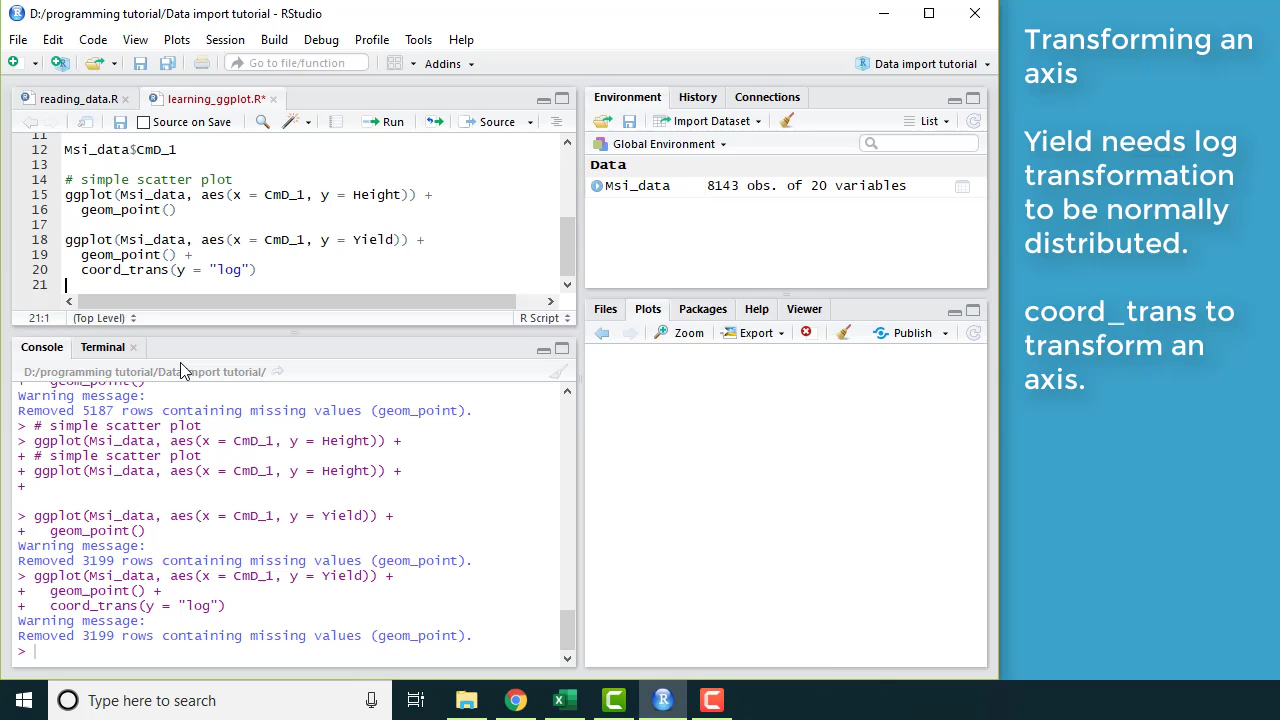 D:/programming tutorial/Data import tutorial - RStudio
File Edit Code View Plots Session Build Debug Profile Tools Help
Go to file/function Addins Data import tutorial
reading_data.R learning_ggplot.R*
Source on Save Run Source
11
12 Msi_data$CmD_1
13
14 # simple scatter plot
15 ggplot(Msi_data, aes(x = CmD_1, y = Height)) +
16 geom_point()
17
18 ggplot(Msi_data, aes(x = CmD_1, y = Yield)) +
19 geom_point() +
20 coord_trans(y = "log")
21
21:1 (Top Level) R Script
Console Terminal
D:/programming tutorial/Data import tutorial/
+ geom_point()
Warning message:
Removed 5187 rows containing missing values (geom_point).
> # simple scatter plot
> ggplot(Msi_data, aes(x = CmD_1, y = Height)) +
+ # simple scatter plot
+ ggplot(Msi_data, aes(x = CmD_1, y = Height)) +
+
> ggplot(Msi_data, aes(x = CmD_1, y = Yield)) +
+ geom_point()
Warning message:
Removed 3199 rows containing missing values (geom_point).
> ggplot(Msi_data, aes(x = CmD_1, y = Yield)) +
+ geom_point() +
+ coord_trans(y = "log")
Warning message:
Removed 3199 rows containing missing values (geom_point).
>
Environment History Connections
Import Dataset List
Global Environment
Data
Msi_data 8143 obs. of 20 variables
Files Plots Packages Help Viewer
Zoom Export Publish
Transforming an
axis
Yield needs log
transformation
to be normally
distributed.
coord_trans to
transform an
axis.
Type here to search